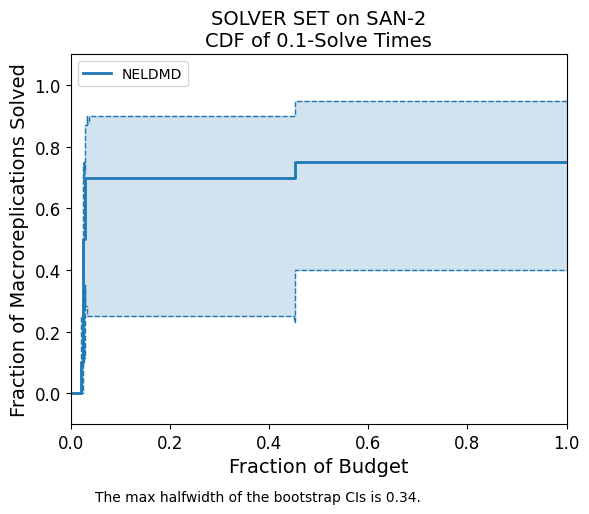 SOLVER SET on SAN-2
CDF of 0.1-Solve Times
NELDMD
Fraction of Macroreplications Solved
1.0
0.8
0.6
0.4
0.2
0.0
0.0 0.2 0.4 0.6 0.8 1.0
Fraction of Budget
The max halfwidth of the bootstrap CIs is 0.34.